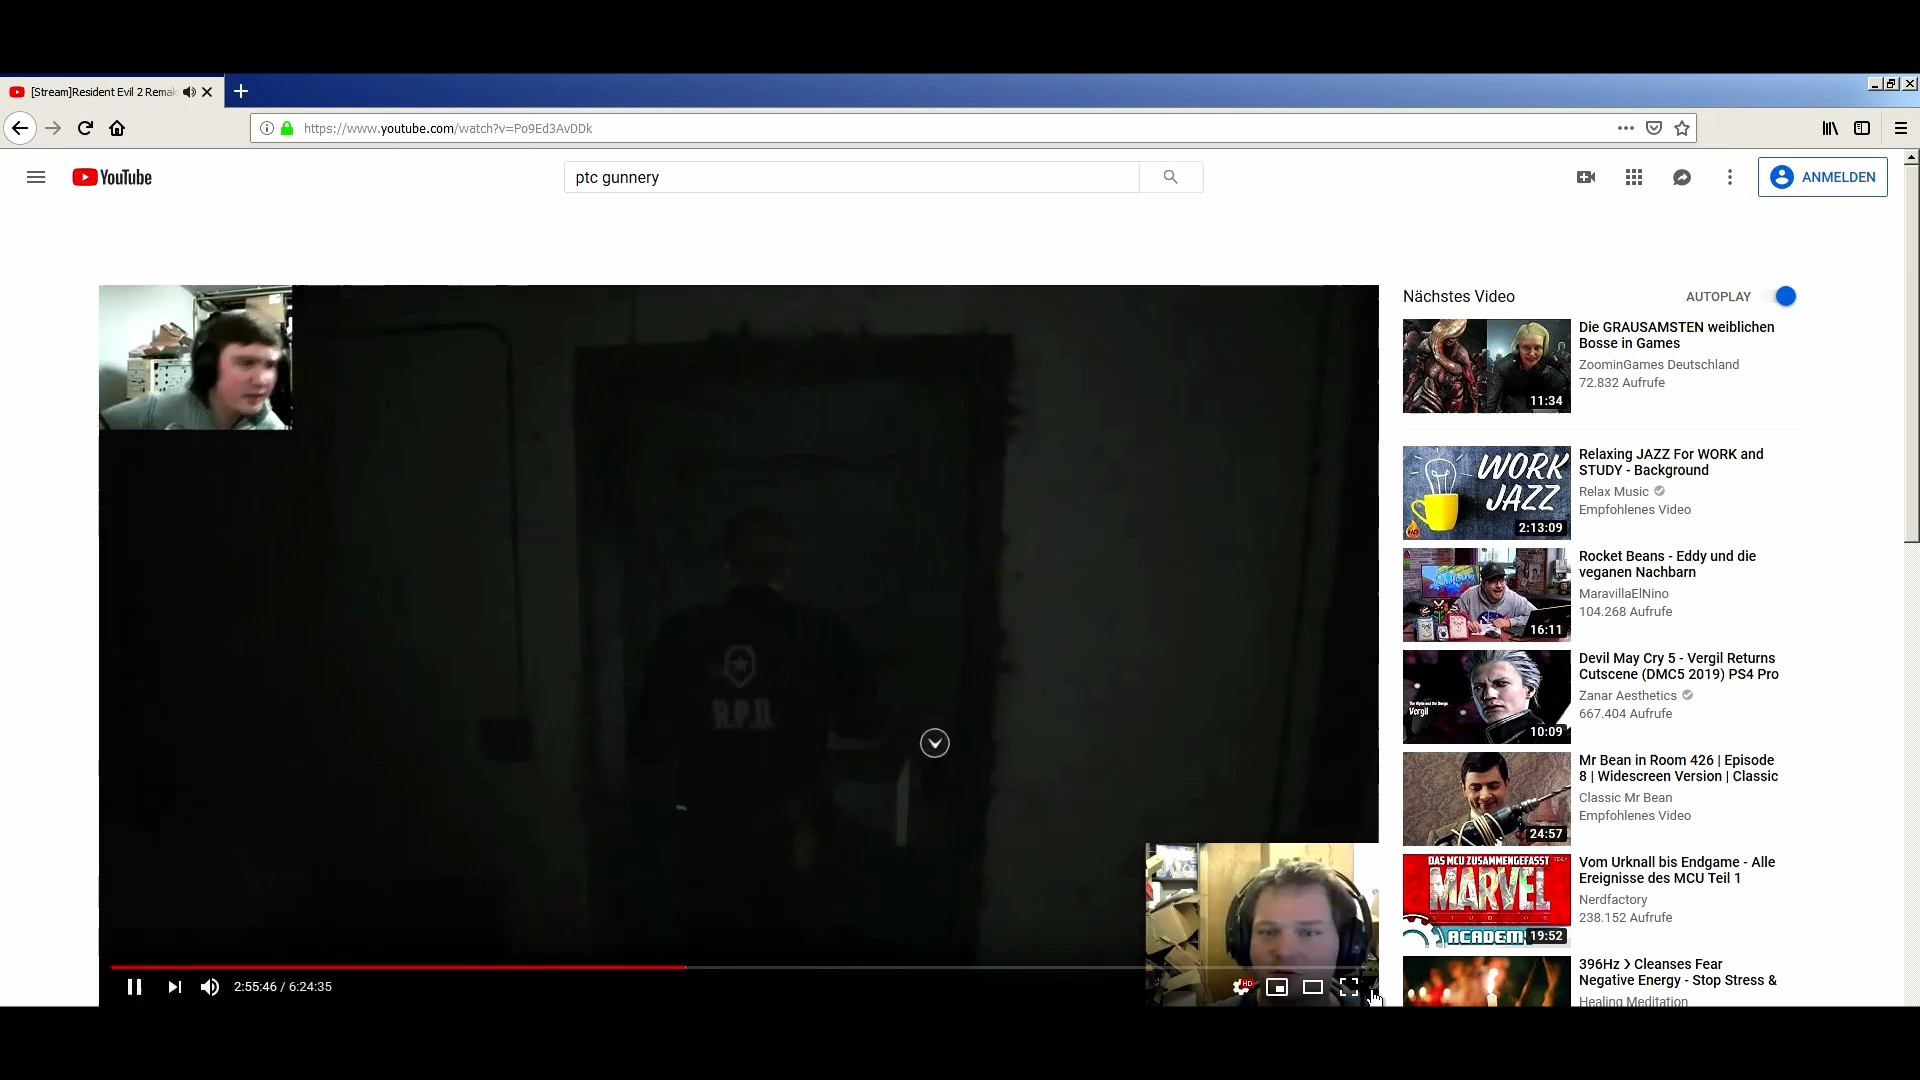 [Stream]Resident Evil 2 Remak
https://www.youtube.com/watch?v=Po9Ed3AvDDk
YouTube
ptc gunnery
ANMELDEN
R.P.D.
2:55:46 / 6:24:35
HD
Nächstes Video
AUTOPLAY
11:34
Die GRAUSAMSTEN weiblichen
Bosse in Games
ZoominGames Deutschland
72.832 Aufrufe
WORK
JAZZ
2:13:09
Relaxing JAZZ For WORK and
STUDY - Background
Relax Music
Empfohlenes Video
16:11
Rocket Beans - Eddy und die
veganen Nachbarn
MaravillaElNino
104.268 Aufrufe
Vergil
10:09
Devil May Cry 5 - Vergil Returns
Cutscene (DMC5 2019) PS4 Pro
Zanar Aesthetics
667.404 Aufrufe
24:57
Mr Bean in Room 426 | Episode
8 | Widescreen Version | Classic
Classic Mr Bean
Empfohlenes Video
DAS MCU ZUSAMMENGEFASST
MARVEL
STUDIOS
ACADEM
19:52
Vom Urknall bis Endgame - Alle
Ereignisse des MCU Teil 1
Nerdfactory
238.152 Aufrufe
396Hz ❯ Cleanses Fear
Negative Energy - Stop Stress &
Healing Meditation